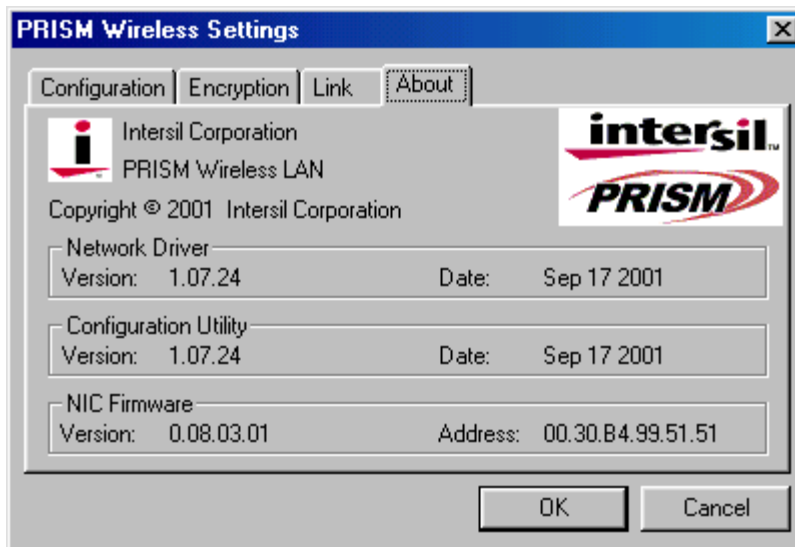 PRISM Wireless Settings
Configuration Encryption Link About
Intersil Corporation
PRISM Wireless LAN
Copyright © 2001 Intersil Corporation
intersil™
PRISM
Network Driver
Version: 1.07.24 Date: Sep 17 2001
Configuration Utility
Version: 1.07.24 Date: Sep 17 2001
NIC Firmware
Version: 0.08.03.01 Address: 00.30.B4.99.51.51
OK Cancel